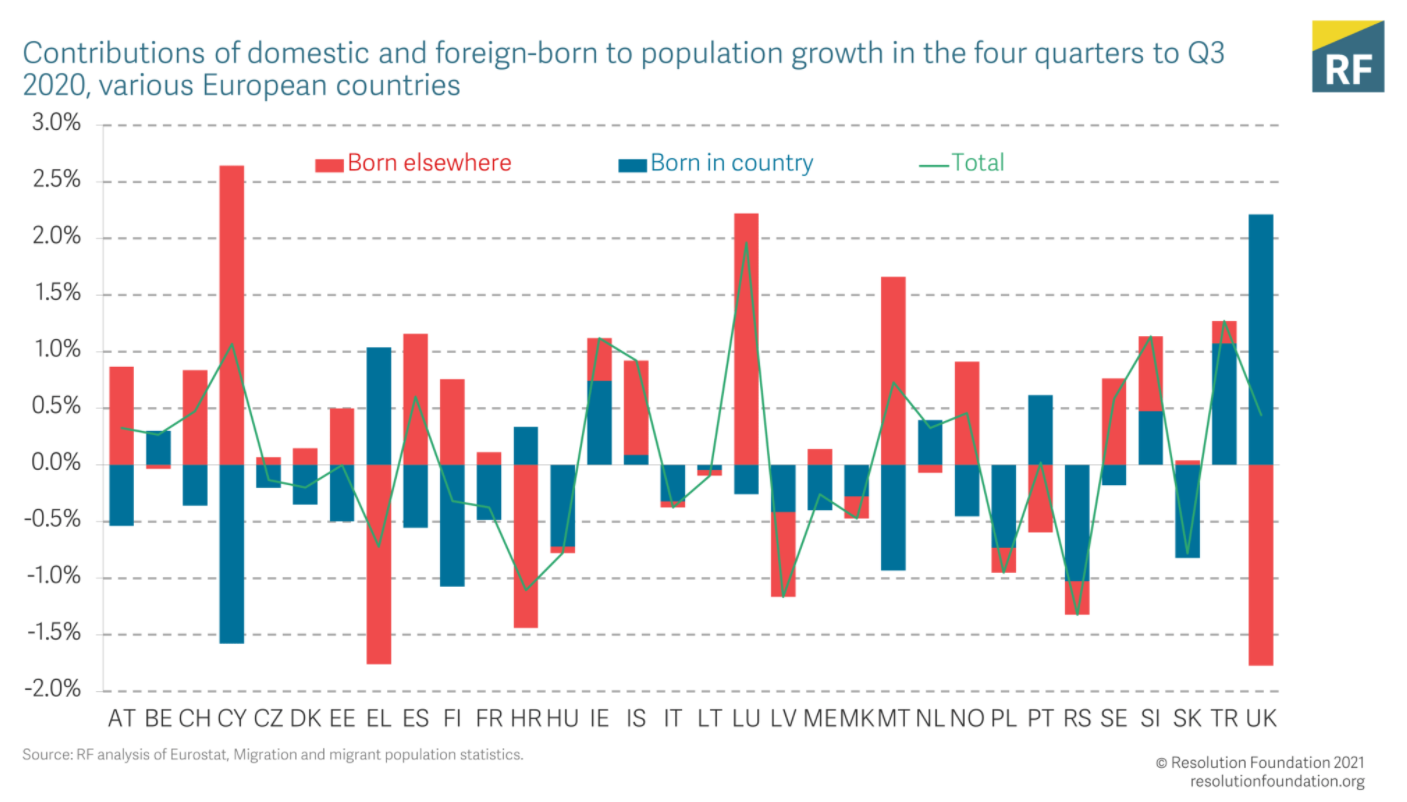 Contributions of domestic and foreign-born to population growth in the four quarters to Q3
2020, various European countries
RF
3.0%
Born elsewhere Born in country Total
2.5%
2.0%
1.5%
1.0%
0.5%
0.0%
-0.5%
-1.0%
-1.5%
-2.0%
AT BE CH CY CZ DK EE EL ES FI FR HR HU IE IS IT LT LU LV ME MK MT NL NO PL PT RS SE SI SK TR UK
Source: RF analysis of Eurostat, Migration and migrant population statistics.
© Resolution Foundation 2021
resolutionfoundation.org